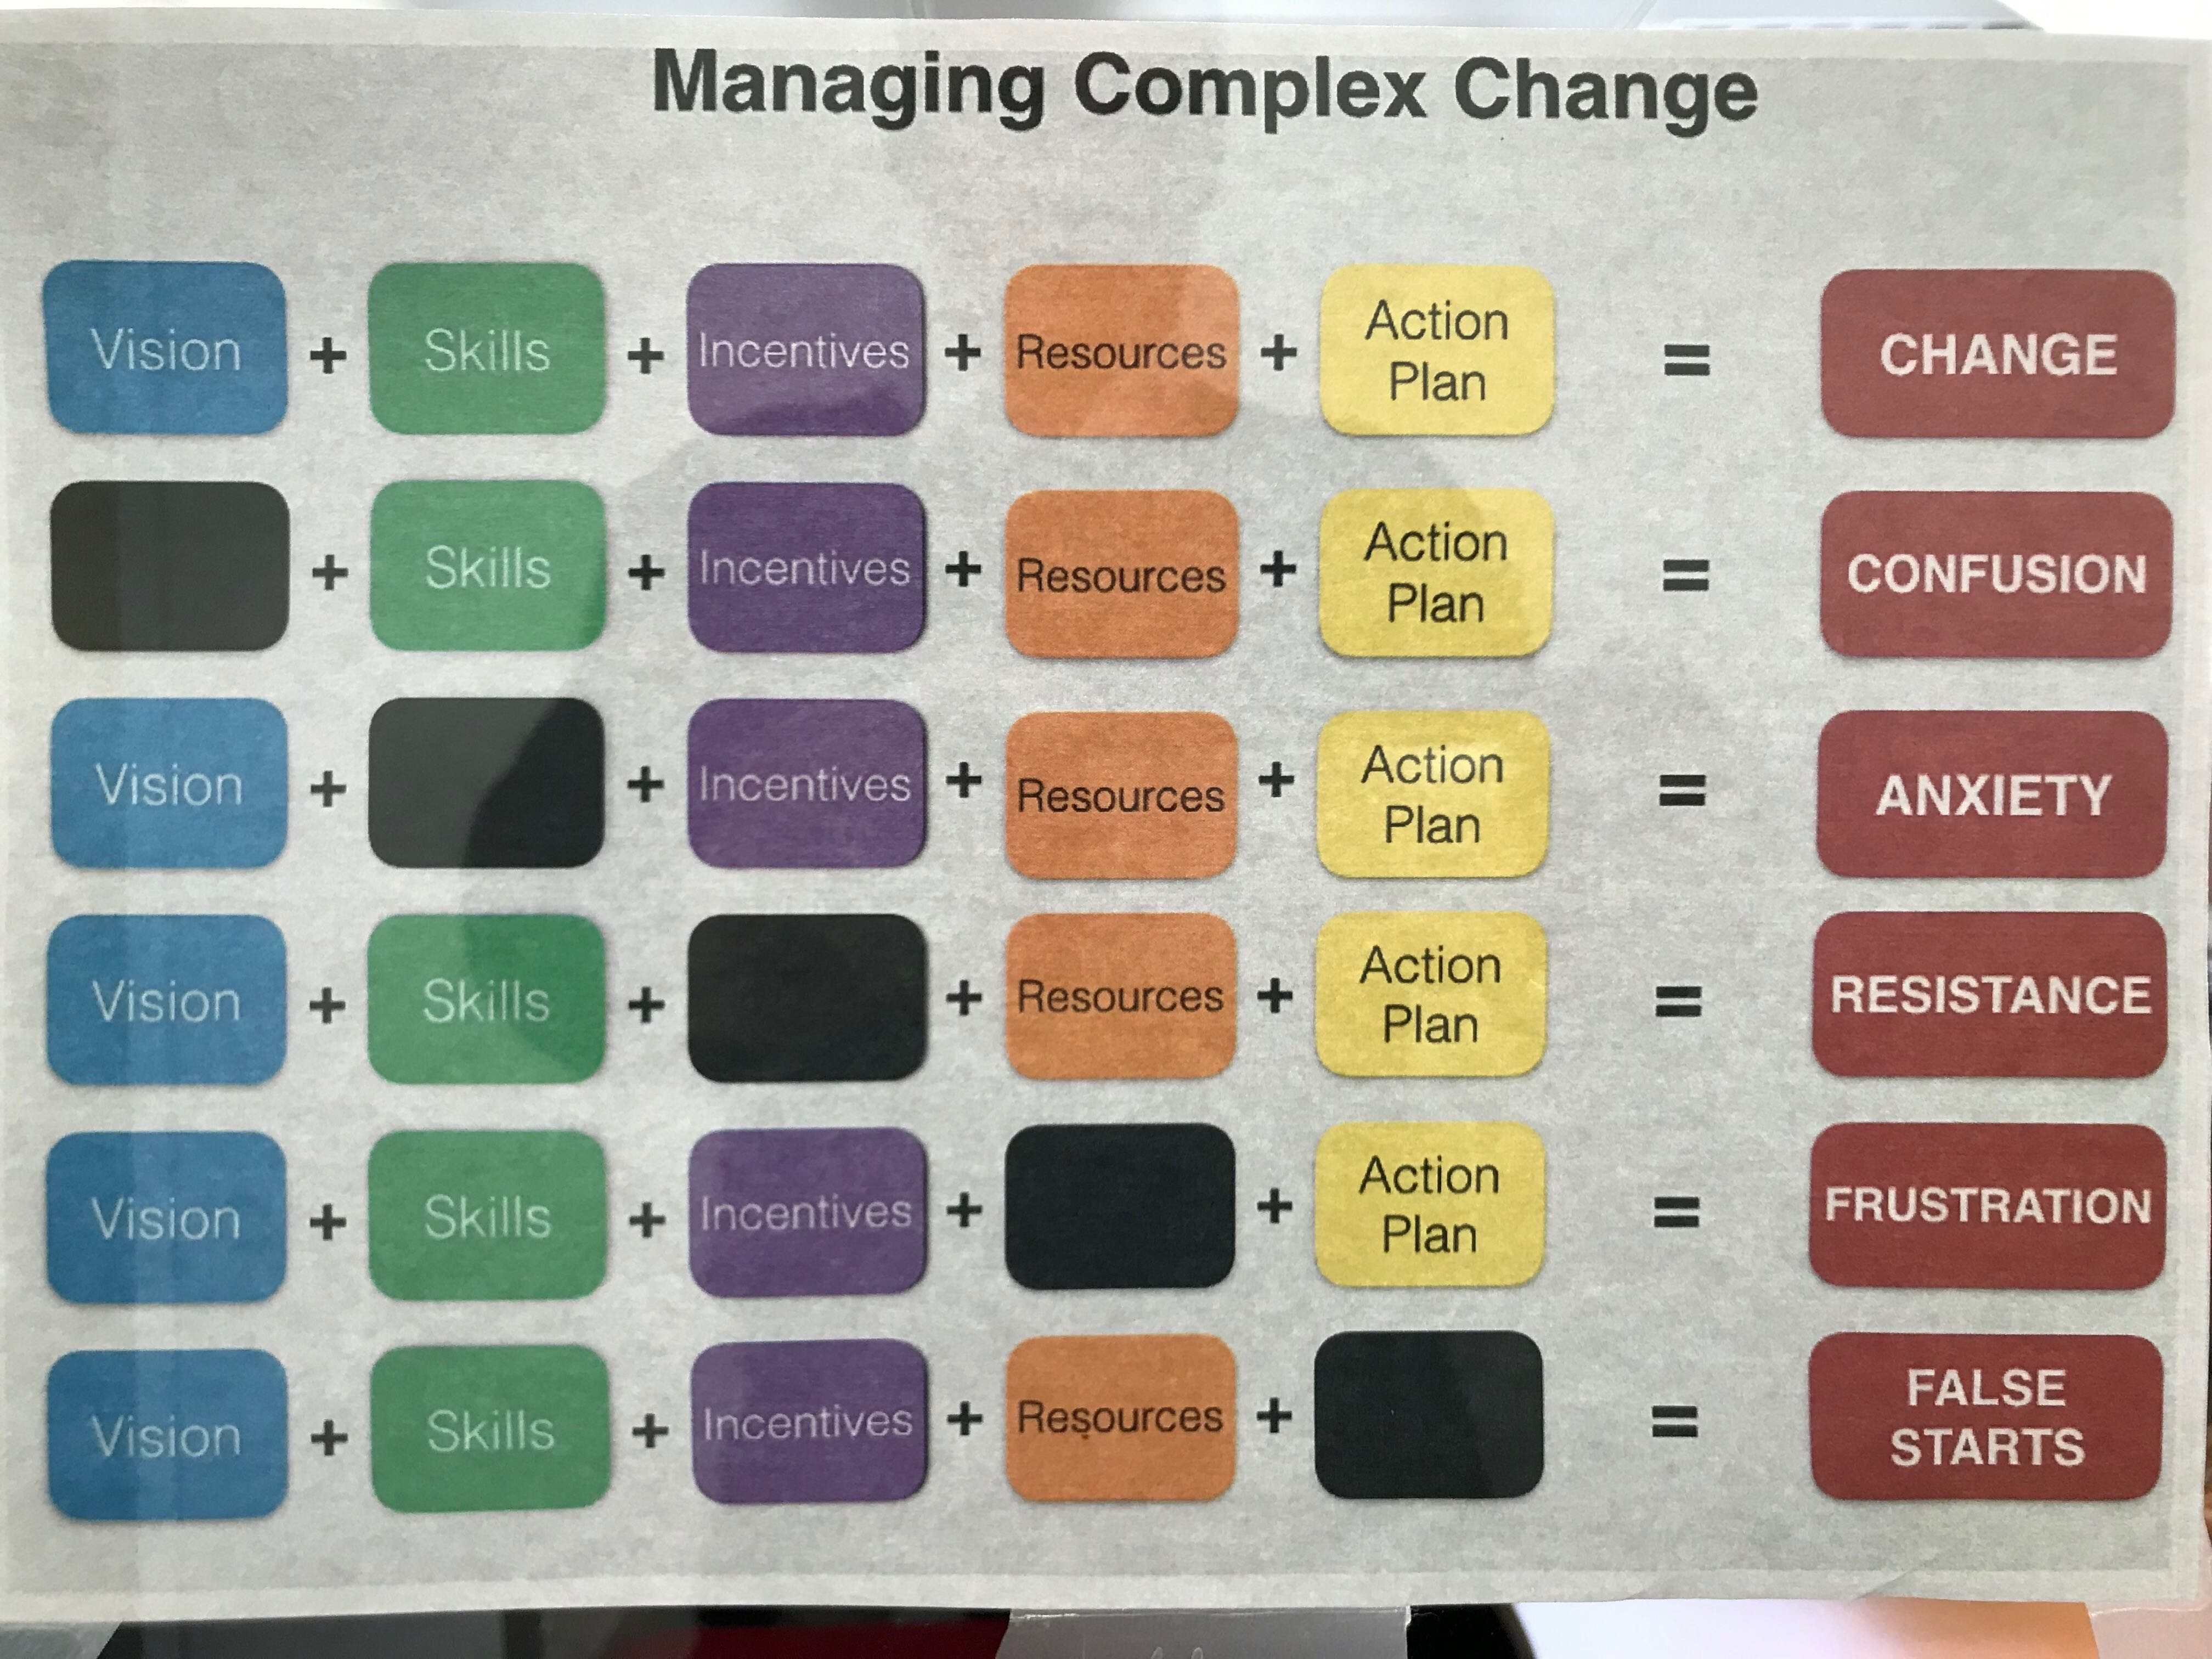 Managing Complex Change
Vision + Skills + Incentives + Resources + Action Plan = CHANGE
+ Skills + Incentives + Resources + Action Plan = CONFUSION
Vision + + Incentives + Resources + Action Plan = ANXIETY
Vision + Skills + + Resources + Action Plan = RESISTANCE
Vision + Skills + Incentives + + Action Plan = FRUSTRATION
Vision + Skills + Incentives + Resources + = FALSE STARTS